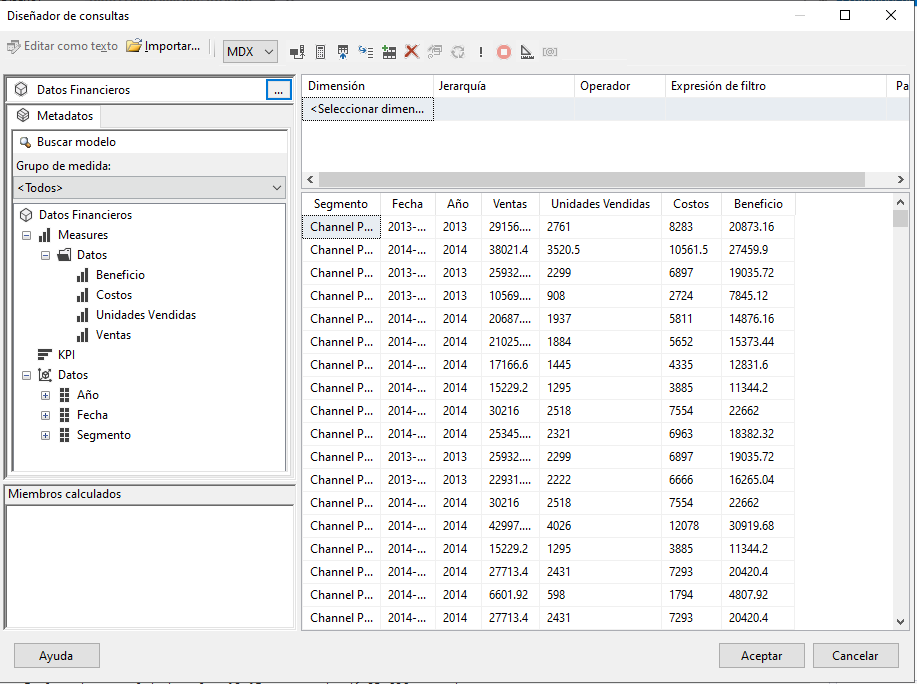 Diseñador de consultas
Editar como texto Importar... MDX
Datos Financieros ...
Metadatos
Buscar modelo
Grupo de medida:
<Todos>
Datos Financieros
Measures
Datos
Beneficio
Costos
Unidades Vendidas
Ventas
KPI
Datos
Año
Fecha
Segmento
Miembros calculados
Dimensión Jerarquía Operador Expresión de filtro Pa
<Seleccionar dimen...
Segmento Fecha Año Ventas Unidades Vendidas Costos Beneficio
Channel P... 2013-... 2013 29156.... 2761 8283 20873.16
Channel P... 2014-... 2014 38021.4 3520.5 10561.5 27459.9
Channel P... 2013-... 2013 25932.... 2299 6897 19035.72
Channel P... 2013-... 2013 10569.... 908 2724 7845.12
Channel P... 2014-... 2014 20687.... 1937 5811 14876.16
Channel P... 2014-... 2014 21025.... 1884 5652 15373.44
Channel P... 2014-... 2014 17166.6 1445 4335 12831.6
Channel P... 2014-... 2014 15229.2 1295 3885 11344.2
Channel P... 2014-... 2014 30216 2518 7554 22662
Channel P... 2014-... 2014 25345.... 2321 6963 18382.32
Channel P... 2013-... 2013 25932.... 2299 6897 19035.72
Channel P... 2013-... 2013 22931.... 2222 6666 16265.04
Channel P... 2014-... 2014 30216 2518 7554 22662
Channel P... 2014-... 2014 42997.... 4026 12078 30919.68
Channel P... 2014-... 2014 15229.2 1295 3885 11344.2
Channel P... 2014-... 2014 27713.4 2431 7293 20420.4
Channel P... 2014-... 2014 6601.92 598 1794 4807.92
Channel P... 2014-... 2014 27713.4 2431 7293 20420.4
Ayuda Aceptar Cancelar